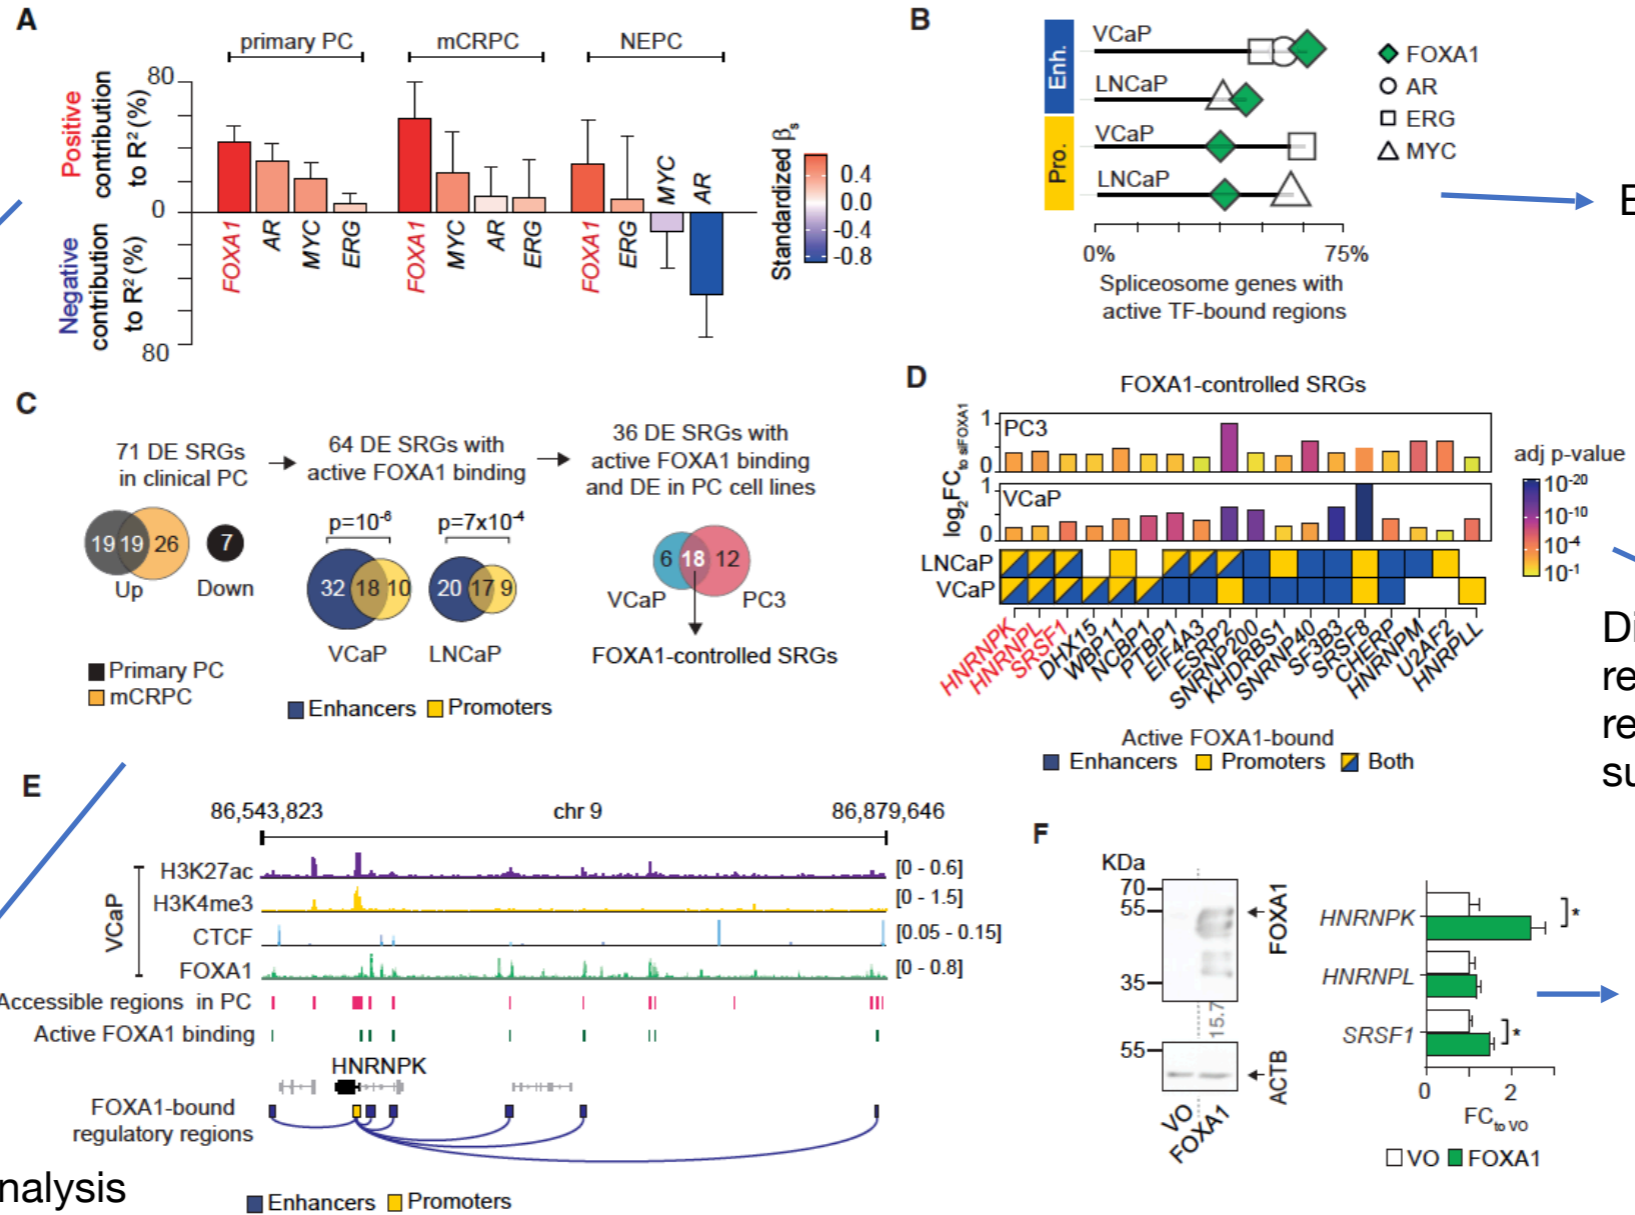 A
primary PC
mCRPC
NEPC
Positive
contribution
to R² (%)
Negative
contribution
to R² (%)
80
0
80
FOXA1
AR
MYC
ERG
FOXA1
MYC
AR
ERG
FOXA1
ERG
MYC
AR
Standardized βs
0.4
0.0
-0.4
-0.8
B
Enh.
Pro.
VCaP
LNCaP
VCaP
LNCaP
FOXA1
AR
ERG
MYC
0%
75%
Spliceosome genes with
active TF-bound regions
E
C
71 DE SRGs
in clinical PC
64 DE SRGs with
active FOXA1 binding
36 DE SRGs with
active FOXA1 binding
and DE in PC cell lines
19 19 26
7
Up
Down
Primary PC
mCRPC
p=10-6
p=7x10-4
32 18 10
20 17 9
VCaP
LNCaP
Enhancers
Promoters
6 18 12
VCaP
PC3
FOXA1-controlled SRGs
D
FOXA1-controlled SRGs
log2FC to siFOXA1
1
0
PC3
1
0
VCaP
LNCaP
VCaP
HNRNPK
HNRNPL
SRSF1
DHX15
WBP11
NCBP1
PTBP1
EIF4A3
ESRP2
SNRNP200
KHDRBS1
SNRNP40
SF3B3
SRSF8
CHERP
HNRNPM
U2AF2
HNRPLL
adj p-value
10-20
10-10
10-4
10-1
Active FOXA1-bound
Enhancers
Promoters
Both
Di
re
re
su
E
86,543,823
chr 9
86,879,646
VCaP
H3K27ac
[0 - 0.6]
H3K4me3
[0 - 1.5]
CTCF
[0.05 - 0.15]
FOXA1
[0 - 0.8]
Accessible regions in PC
Active FOXA1 binding
HNRNPK
FOXA1-bound
regulatory regions
Enhancers
Promoters
nalysis
F
KDa
70
55
35
55
FOXA1
15.7
ACTB
VO
FOXA1
HNRNPK
*
HNRNPL
SRSF1
*
0
2
FC to VO
VO
FOXA1